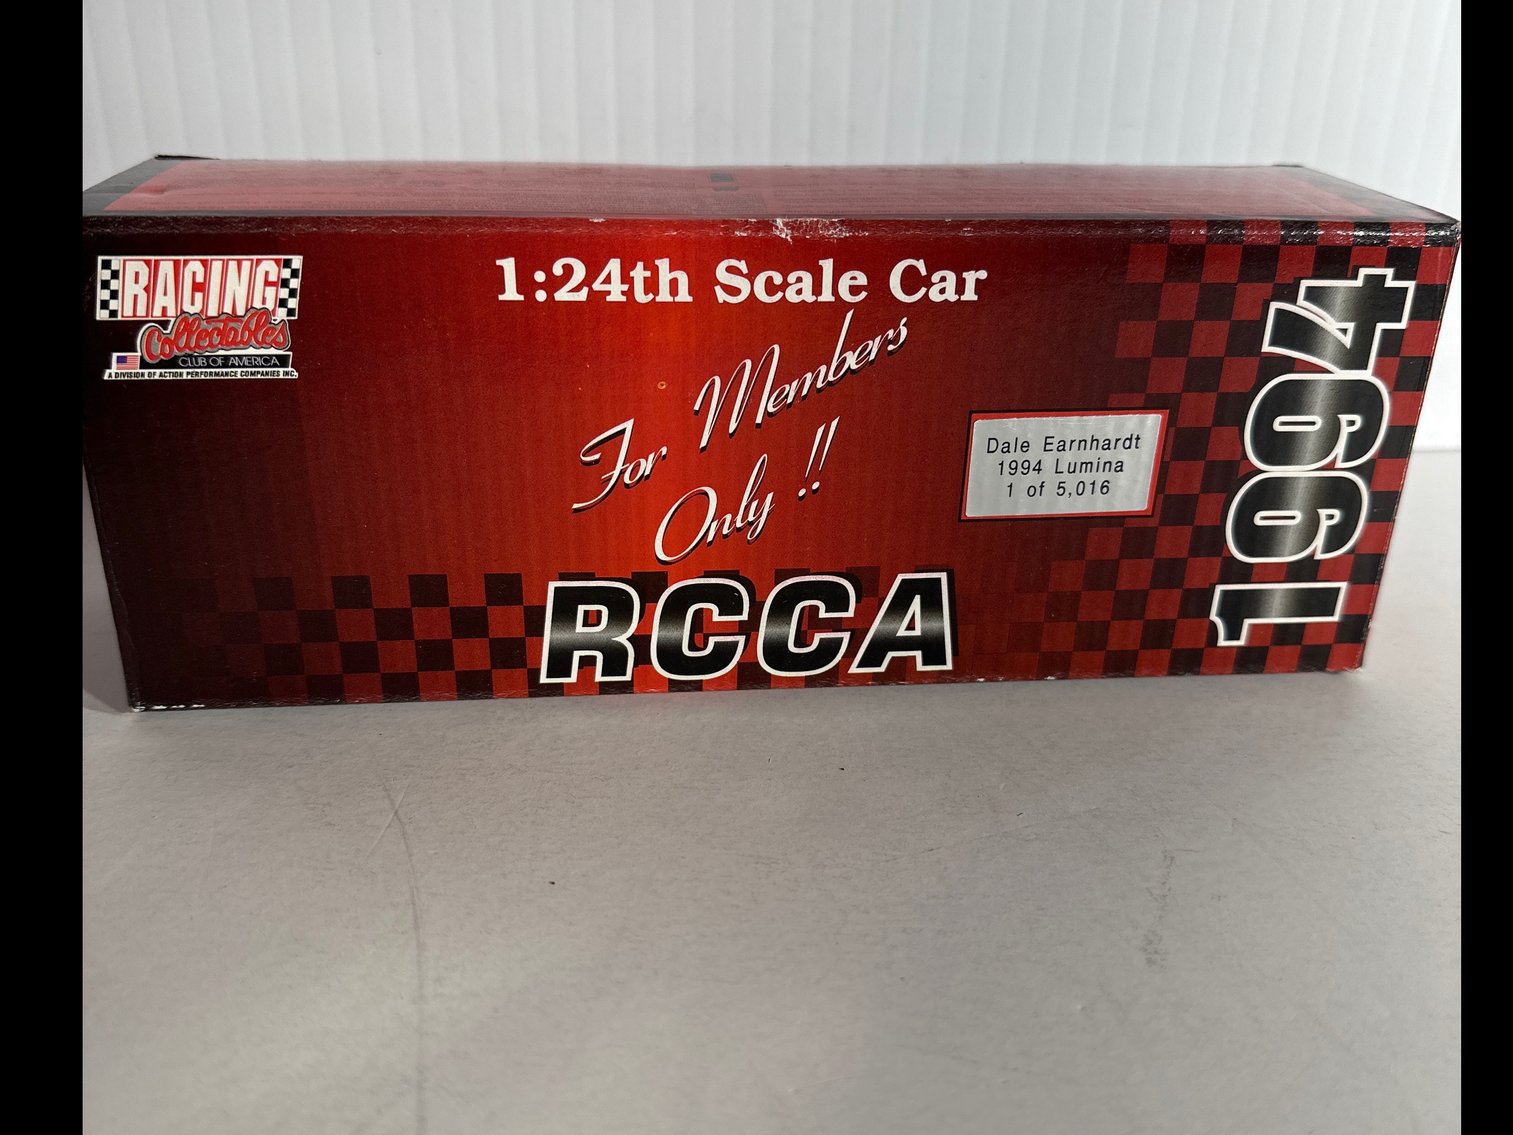 RACING
Collectables
CLUB OF AMERICA
A DIVISION OF ACTION PERFORMANCE COMPANIES INC.
1:24th Scale Car
For Members
Only !!
Dale Earnhardt
1994 Lumina
1 of 5,016
RCCA
1994